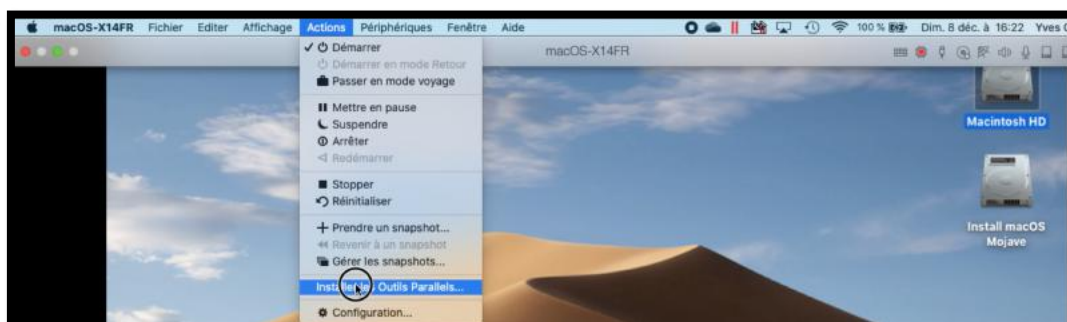 macOS-X14FR Fichier Editer Affichage Actions Périphériques Fenêtre Aide 100 % Dim. 8 déc. à 16:22 Yves
macOS-X14FR
Démarrer
Démarrer en mode Retour
Passer en mode voyage
Mettre en pause
Suspendre
Arrêter
Redémarrer
Stopper
Réinitialiser
Prendre un snapshot...
Revenir à un snapshot
Gérer les snapshots...
Installer les Outils Parallels...
Configuration...
Macintosh HD
Install macOS
Mojave